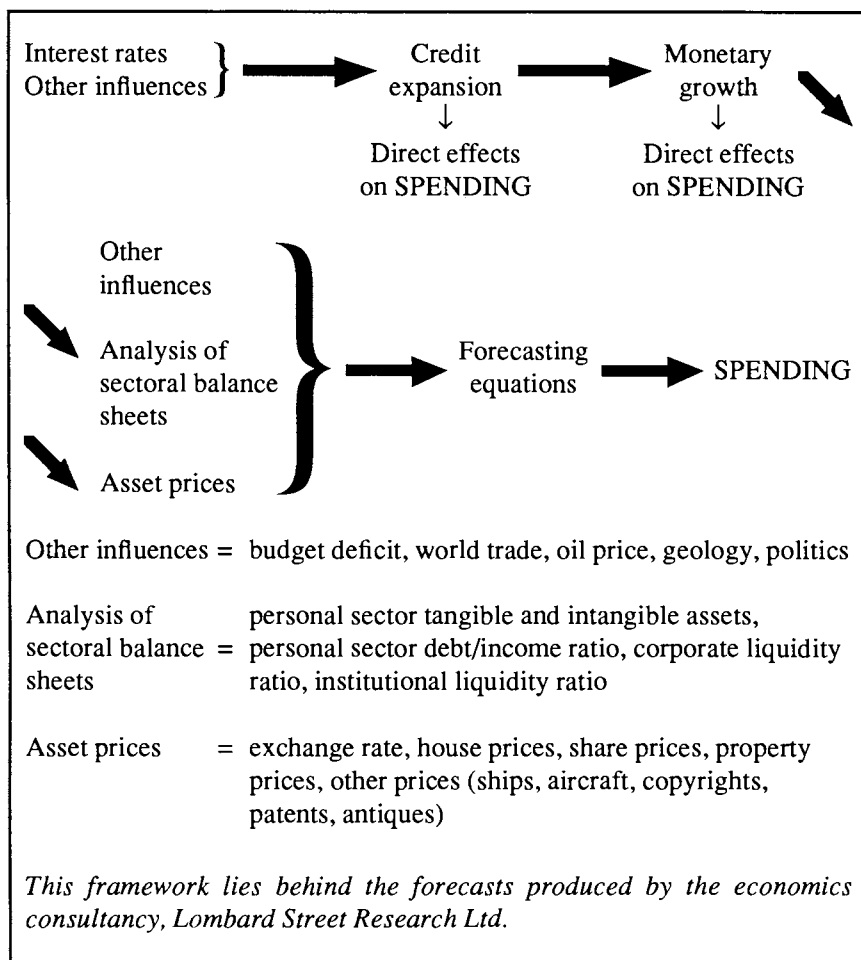 Interest rates
Other influences
Credit
expansion
Direct effects
on SPENDING
Monetary
growth
Direct effects
on SPENDING
Other
influences
Analysis of
sectoral balance
sheets
Asset prices
Forecasting
equations
SPENDING
Other influences = budget deficit, world trade, oil price, geology, politics
Analysis of personal sector tangible and intangible assets,
sectoral balance = personal sector debt/income ratio, corporate liquidity
sheets ratio, institutional liquidity ratio
Asset prices = exchange rate, house prices, share prices, property
prices, other prices (ships, aircraft, copyrights,
patents, antiques)
This framework lies behind the forecasts produced by the economics
consultancy, Lombard Street Research Ltd.